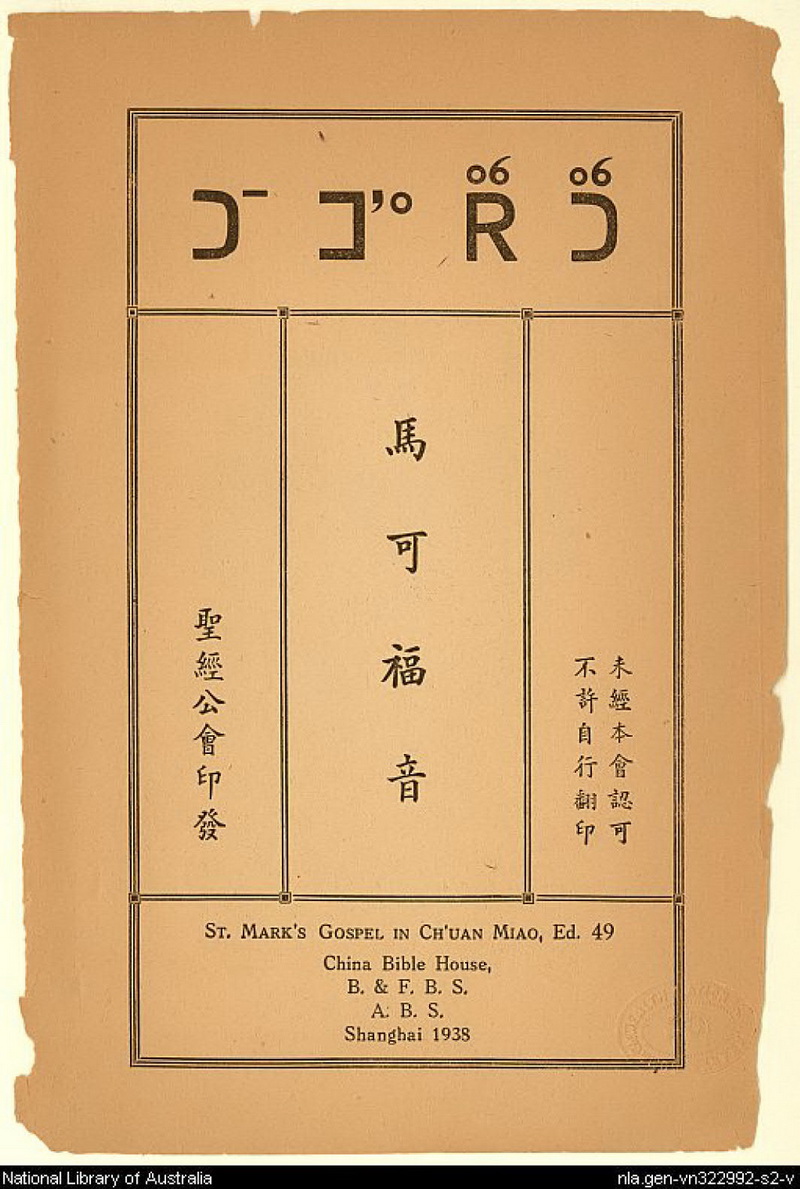 馬可福音
未經本會認可
不許自行翻印
聖經公會印發
ST. MARK'S GOSPEL IN CH'UAN MIAO, ED. 49
China Bible House,
B. & F. B. S.
A. B. S.
Shanghai 1938
National Library of Australia
nla.gen-vn322992-s2-v